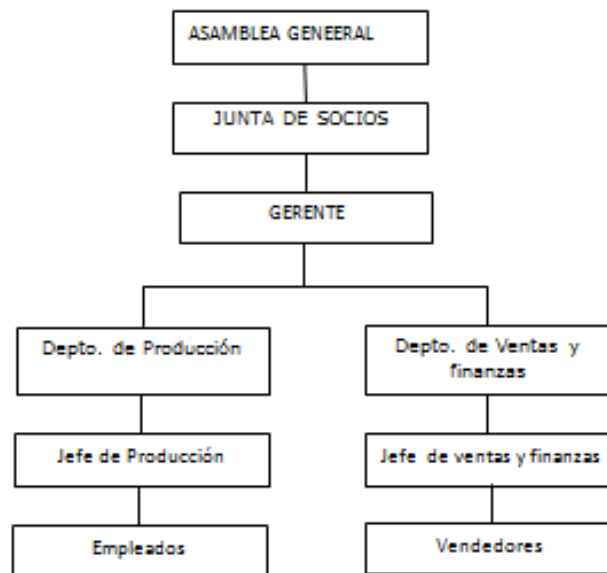 ASAMBLEA GENEERAL
JUNTA DE SOCIOS
GERENTE
Depto. de Producción
Depto. de Ventas y
finanzas
Jefe de Producción
Jefe de ventas y finanzas
Empleados
Vendedores